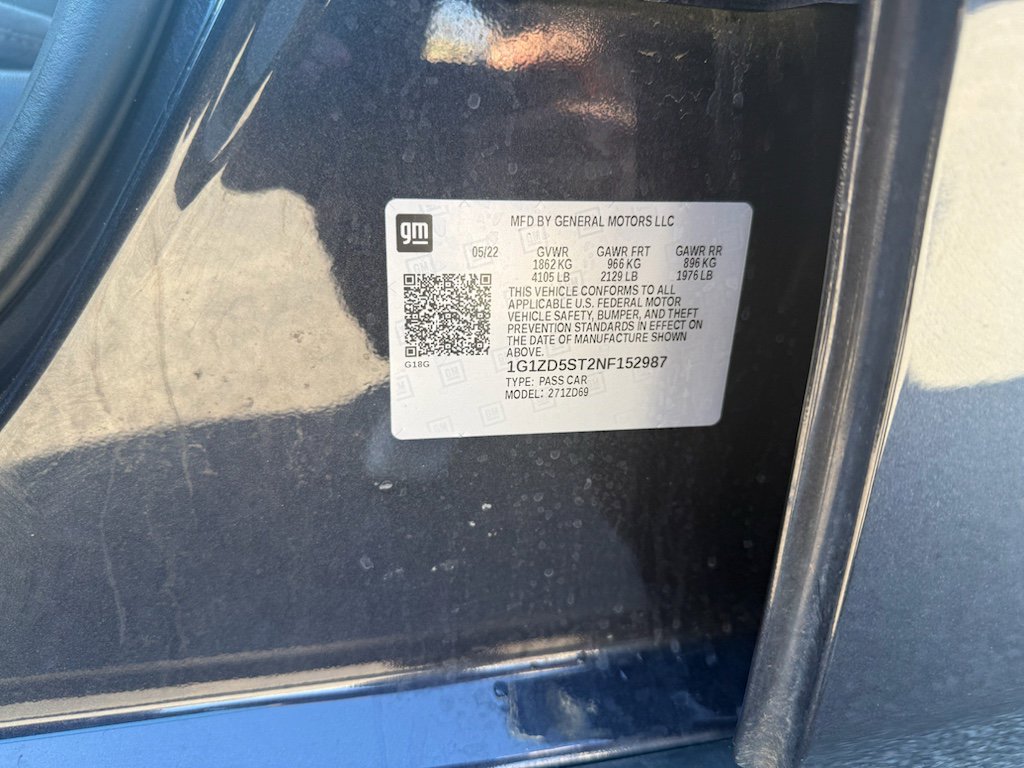 gm
MFD BY GENERAL MOTORS LLC
05/22 GVWR GAWR FRT GAWR RR
1862 KG 966 KG 896 KG
4105 LB 2129 LB 1976 LB
THIS VEHICLE CONFORMS TO ALL
APPLICABLE U.S. FEDERAL MOTOR
VEHICLE SAFETY, BUMPER, AND THEFT
PREVENTION STANDARDS IN EFFECT ON
THE DATE OF MANUFACTURE SHOWN
ABOVE.
G18G
1G1ZD5ST2NF152987
TYPE: PASS CAR
MODEL: 271ZD69